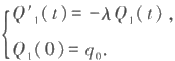 Q'₁(t) = −λQ₁(t),
Q₁(0) = q₀.